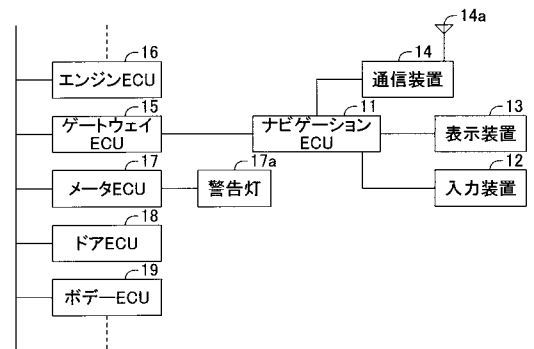 14a
16
14
エンジンECU
通信装置
15
11
13
ゲートウェイ
ECU
ナビゲーション
ECU
表示装置
17
17a
12
メータECU
警告灯
入力装置
18
ドアECU
19
ボデーECU